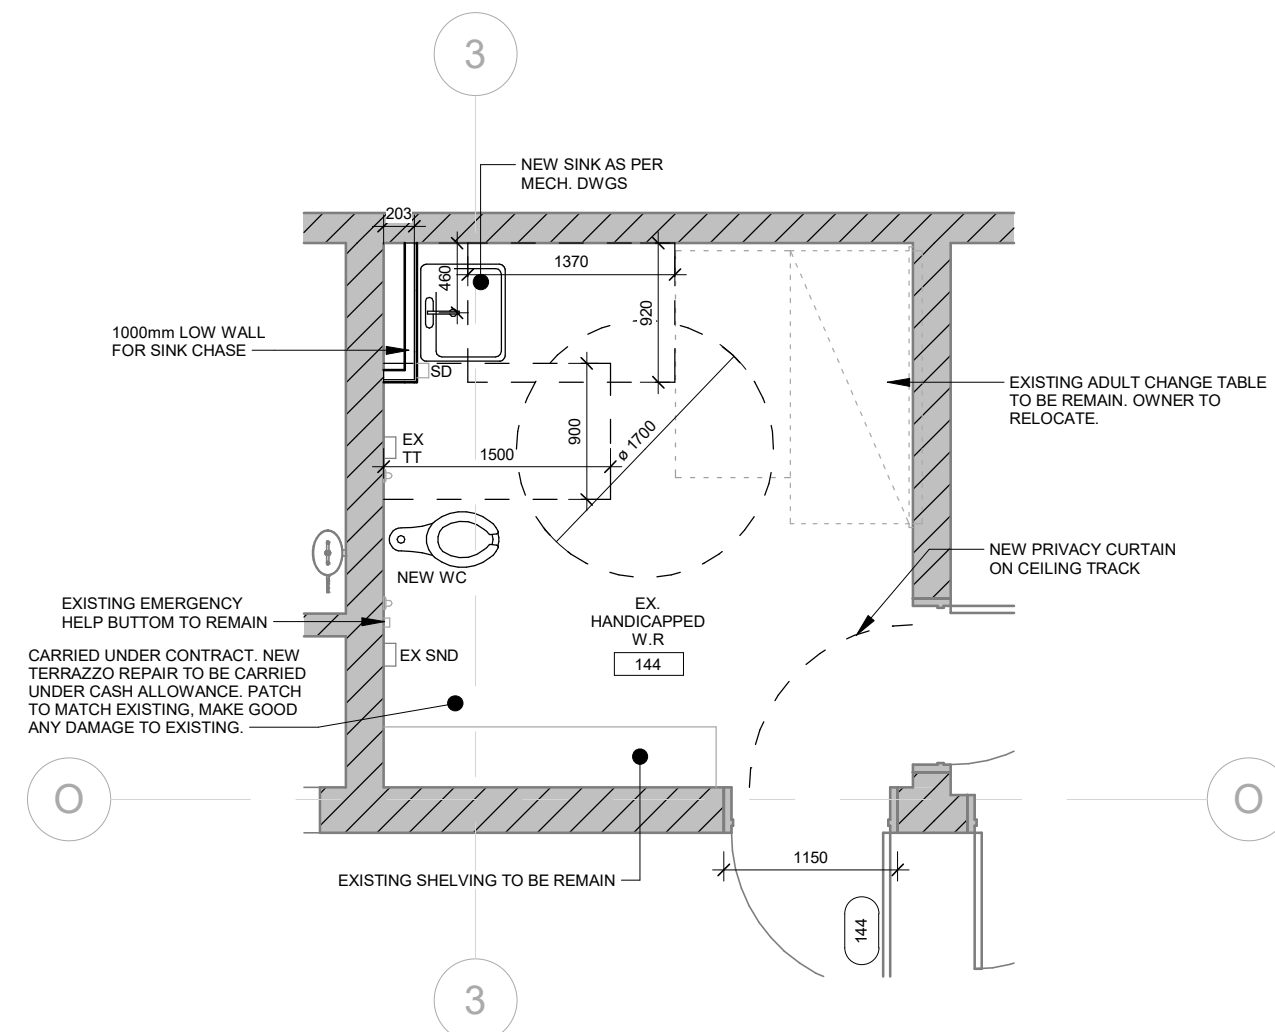 3
NEW SINK AS PER
MECH. DWGS
203
1370
460
920
1000mm LOW WALL
FOR SINK CHASE
SD
EXISTING ADULT CHANGE TABLE
TO BE REMAIN. OWNER TO
RELOCATE.
EX
TT
900
ø 1700
1500
NEW PRIVACY CURTAIN
ON CEILING TRACK
NEW WC
EXISTING EMERGENCY
HELP BUTTOM TO REMAIN
EX.
HANDICAPPED
W.R
144
EX SND
CARRIED UNDER CONTRACT. NEW
TERRAZZO REPAIR TO BE CARRIED
UNDER CASH ALLOWANCE. PATCH
TO MATCH EXISTING, MAKE GOOD
ANY DAMAGE TO EXISTING.
O
O
1150
EXISTING SHELVING TO BE REMAIN
144
3